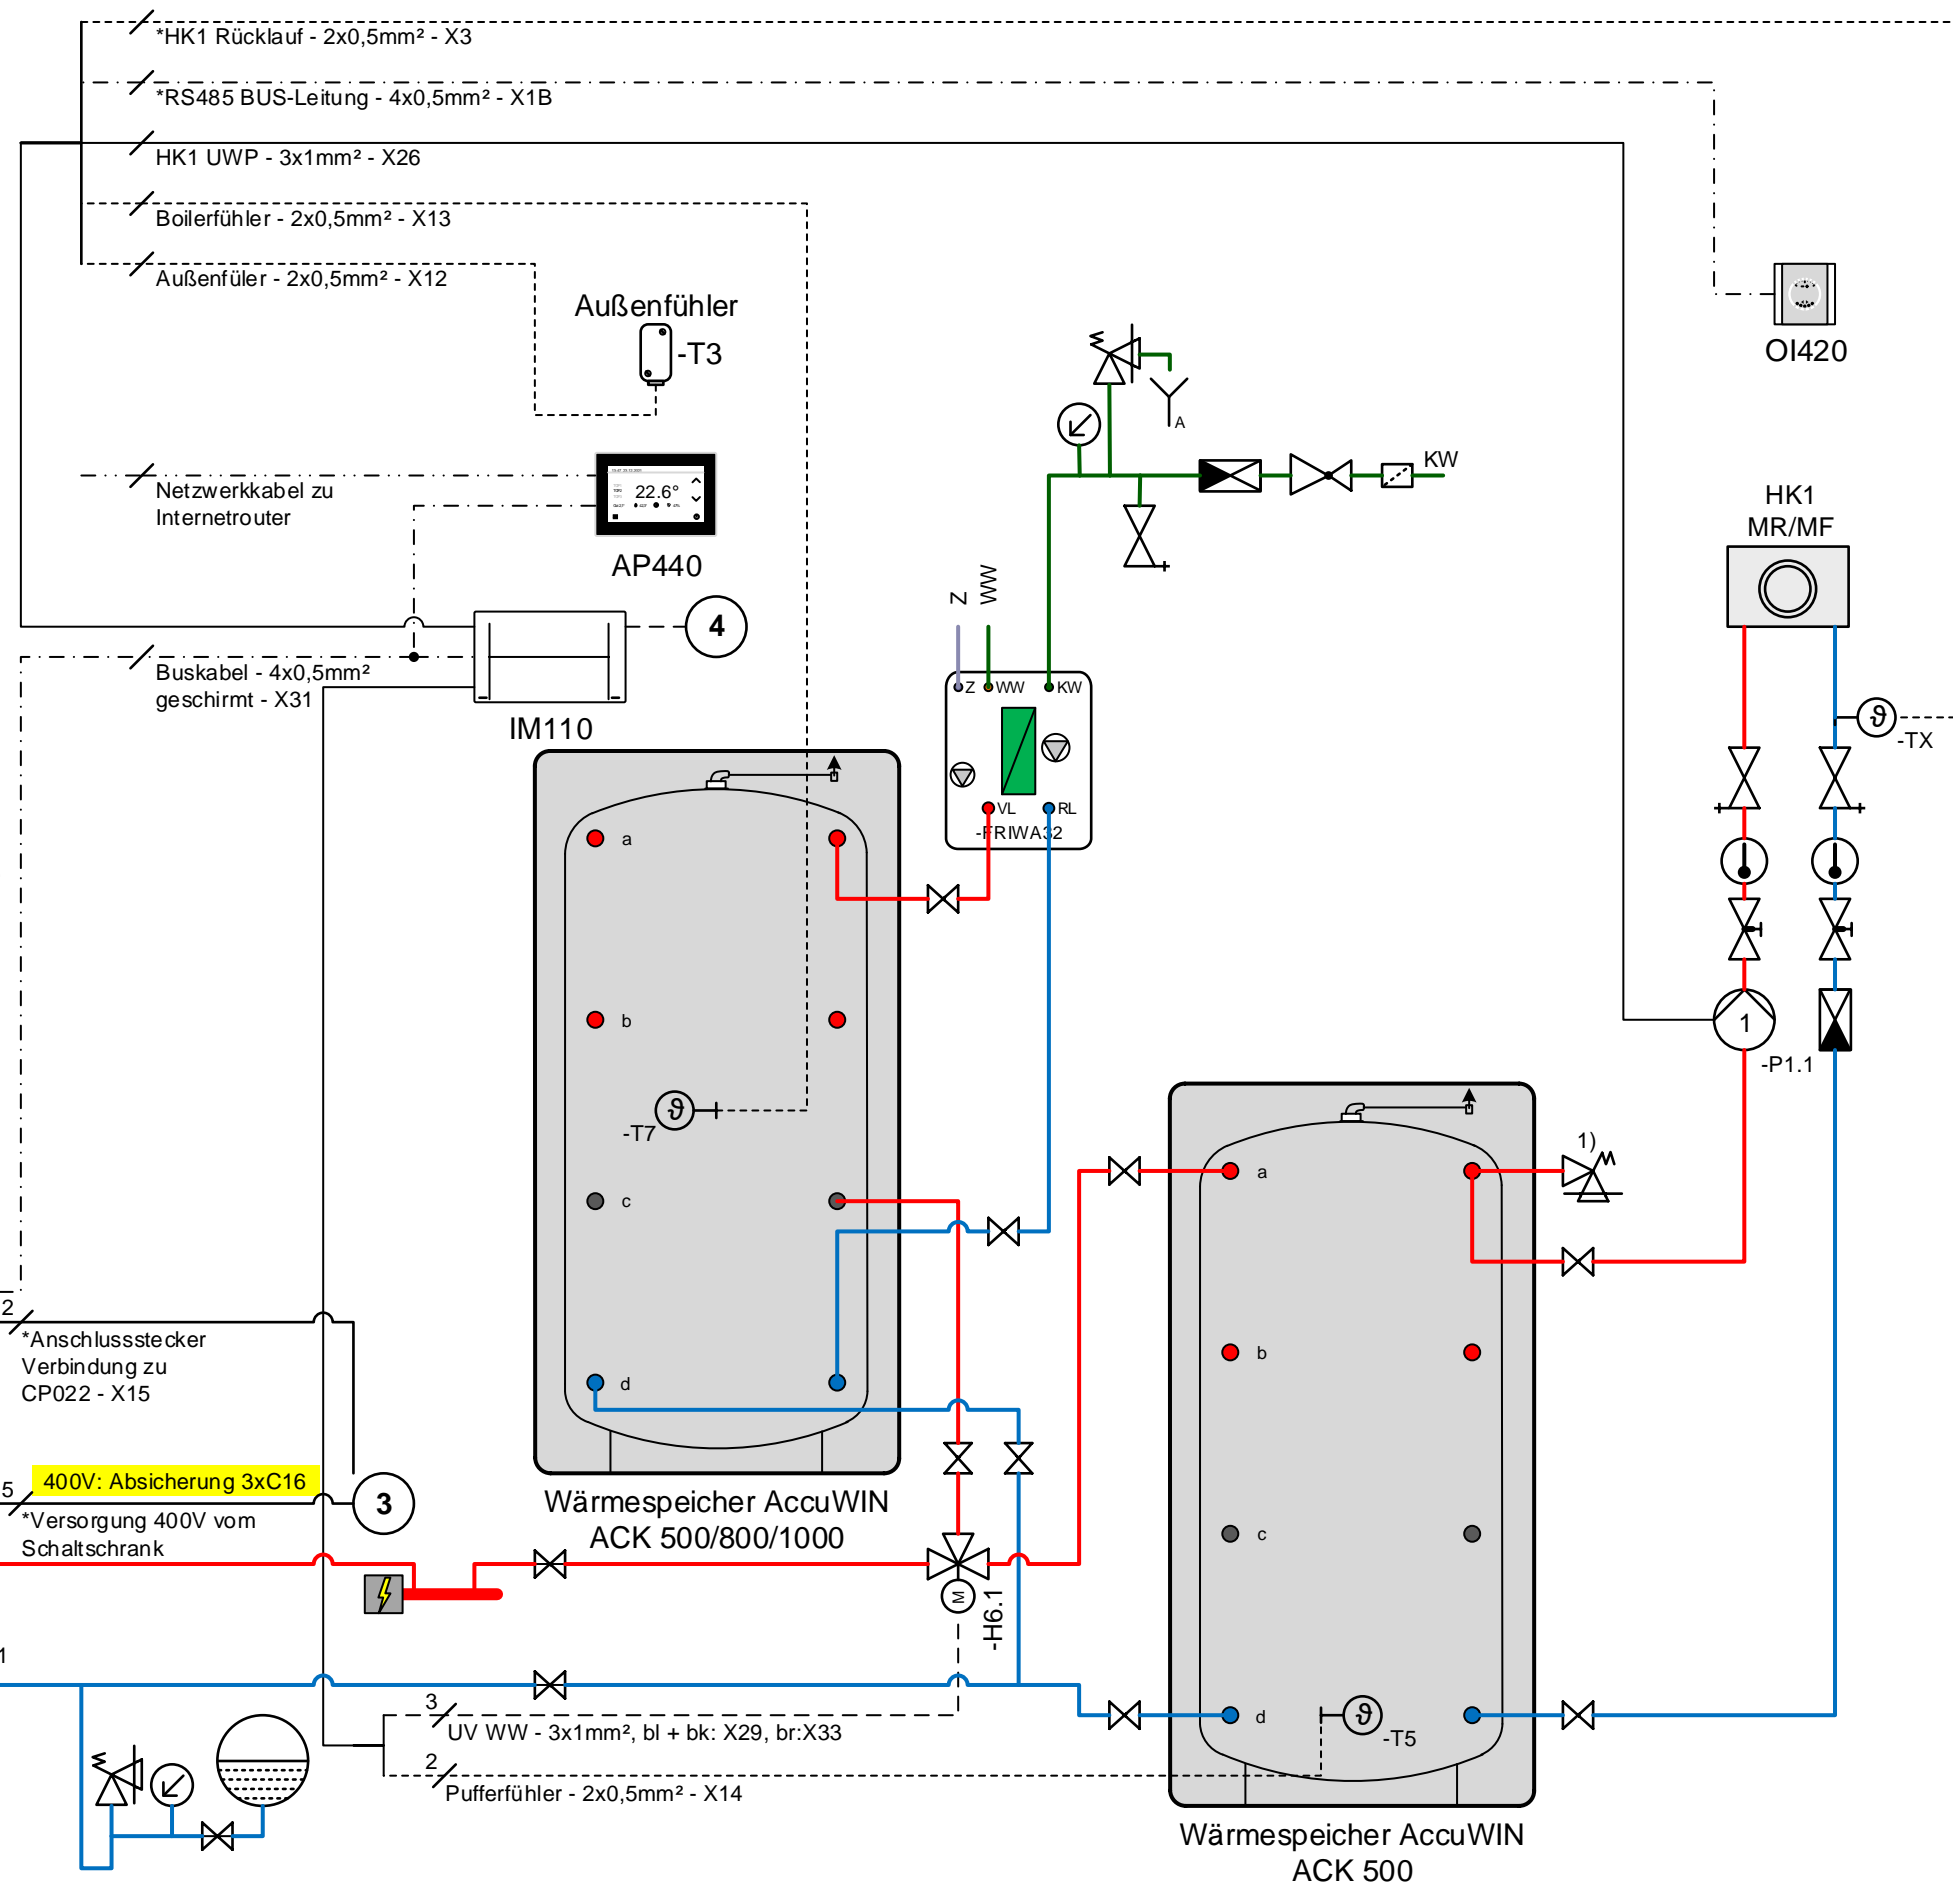 *HK1 Rücklauf - 2x0,5mm² - X3
*RS485 BUS-Leitung - 4x0,5mm² - X1B
HK1 UWP - 3x1mm² - X26
Boilerfühler - 2x0,5mm² - X13
Außenfüler - 2x0,5mm² - X12
Außenfühler
-T3
OI420
A
KW
Netzwerkkabel zu
Internetrouter
22.6°
AP440
HK1
MR/MF
Z
WW
4
Buskabel - 4x0,5mm²
geschirmt - X31
IM110
Z
WW
KW
-TX
VL
RL
-FRIWA32
a
b
1
-P1.1
-T7
1)
a
c
2
*Anschlussstecker
Verbindung zu
CP022 - X15
b
d
5
400V: Absicherung 3xC16
3
*Versorgung 400V vom
Schaltschrank
Wärmespeicher AccuWIN
ACK 500/800/1000
c
M
-H6.1
1
3
UV WW - 3x1mm², bl + bk: X29, br:X33
d
-T5
2
Pufferfühler - 2x0,5mm² - X14
Wärmespeicher AccuWIN
ACK 500